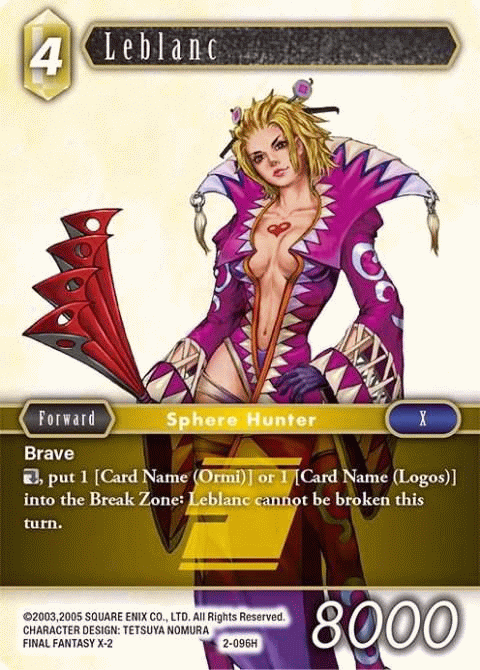 4
Leblanc
Forward
Sphere Hunter
X
Brave
, put 1 [Card Name (Ormi)] or 1 [Card Name (Logos)]
into the Break Zone: Leblanc cannot be broken this
turn.
©2003,2005 SQUARE ENIX CO., LTD. All Rights Reserved.
CHARACTER DESIGN: TETSUYA NOMURA
FINAL FANTASY X-2
2-096H
8000